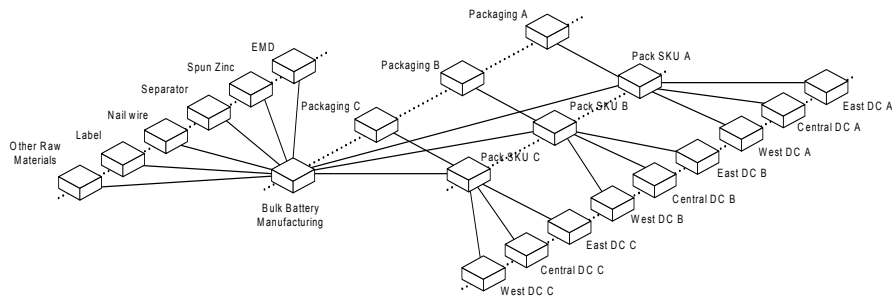 Packaging A
EMD
Pack SKU A
Spun Zinc
Packaging B
Separator
East DC A
Packaging C
Pack SKU B
Nail wire
Central DC A
Label
West DC A
Other Raw
Materials
Pack SKU C
East DC B
Central DC B
Bulk Battery
Manufacturing
West DC B
East DC C
Central DC C
West DC C